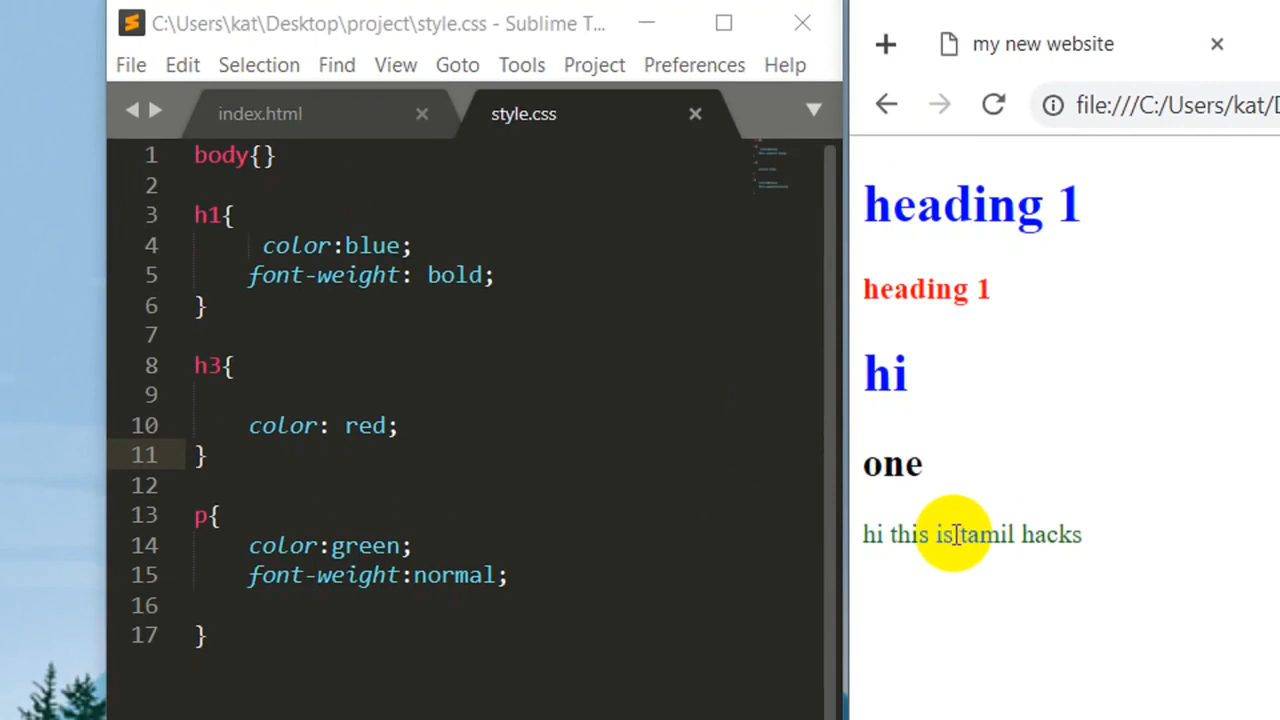 C:\Users\kat\Desktop\project\style.css - Sublime T...
File Edit Selection Find View Goto Tools Project Preferences Help
index.html
style.css
1 body{}
2
3 h1{
4 color:blue;
5 font-weight: bold;
6 }
7
8 h3{
9
10 color: red;
11 }
12
13 p{
14 color:green;
15 font-weight:normal;
16
17 }
my new website
file:///C:/Users/kat/D
heading 1
heading 1
hi
one
hi this is tamil hacks